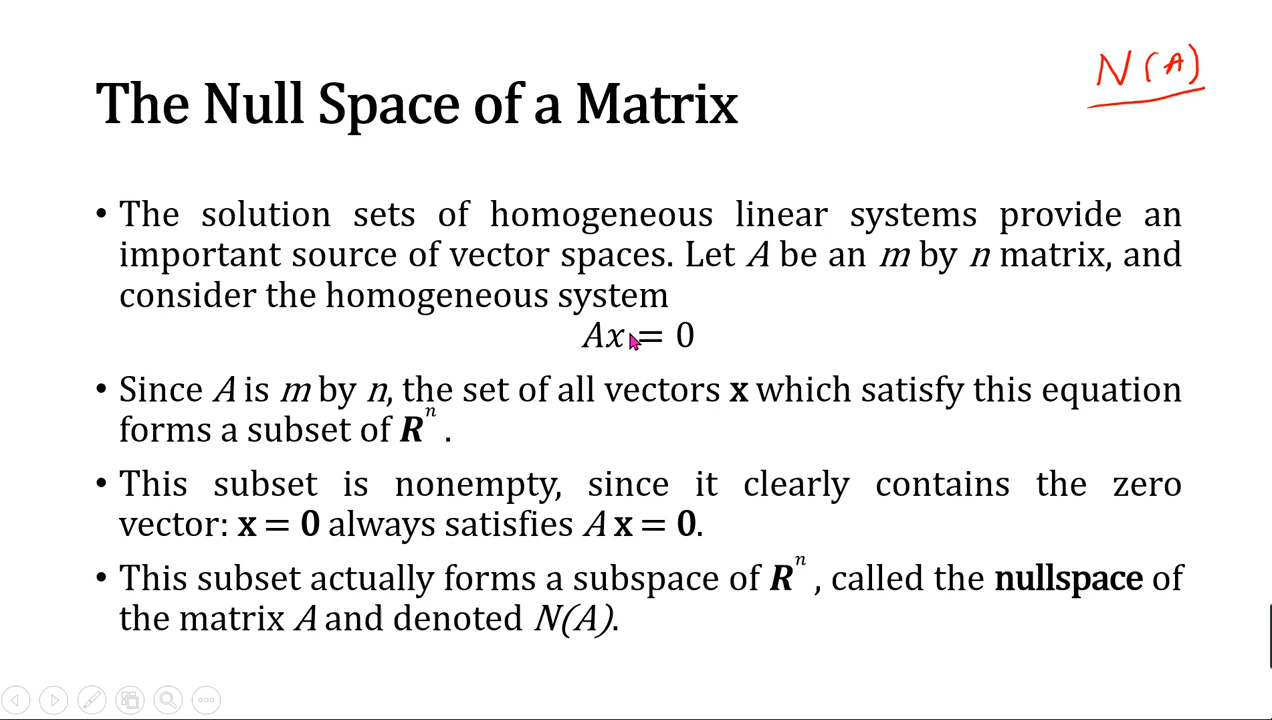 N(A)
The Null Space of a Matrix
• The solution sets of homogeneous linear systems provide an
important source of vector spaces. Let A be an m by n matrix, and
consider the homogeneous system
Ax = 0
• Since A is m by n, the set of all vectors x which satisfy this equation
forms a subset of Rⁿ .
• This subset is nonempty, since it clearly contains the zero
vector: x = 0 always satisfies A x = 0.
• This subset actually forms a subspace of Rⁿ , called the nullspace of
the matrix A and denoted N(A).